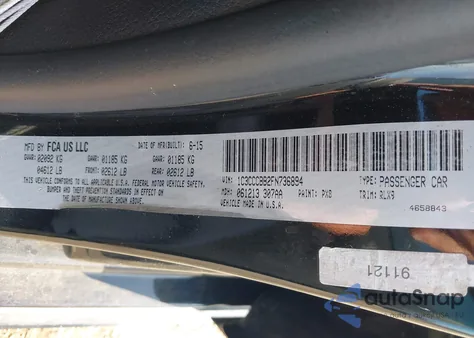 MFD BY FCA US LLC
DATE OF MFR(BUILT): 6-15
GVWR: 02092 KG GAWR: 01185 KG GAWR: 01185 KG
04612 LB FRONT: 02612 LB REAR: 02612 LB
THIS VEHICLE CONFORMS TO ALL APPLICABLE U.S.A. FEDERAL MOTOR VEHICLE SAFETY,
BUMPER AND THEFT PREVENTION STANDARDS IN EFFECT ON
THE DATE OF MANUFACTURE SHOWN ABOVE.
VIN: 1C3CCCBB2FN736894 TYPE: PASSENGER CAR
MDH: 061213 307AA PAINT: PX8 TRIM: RLX9
VEHICLE MADE IN U.S.A. 4658843
91121
autoSnap